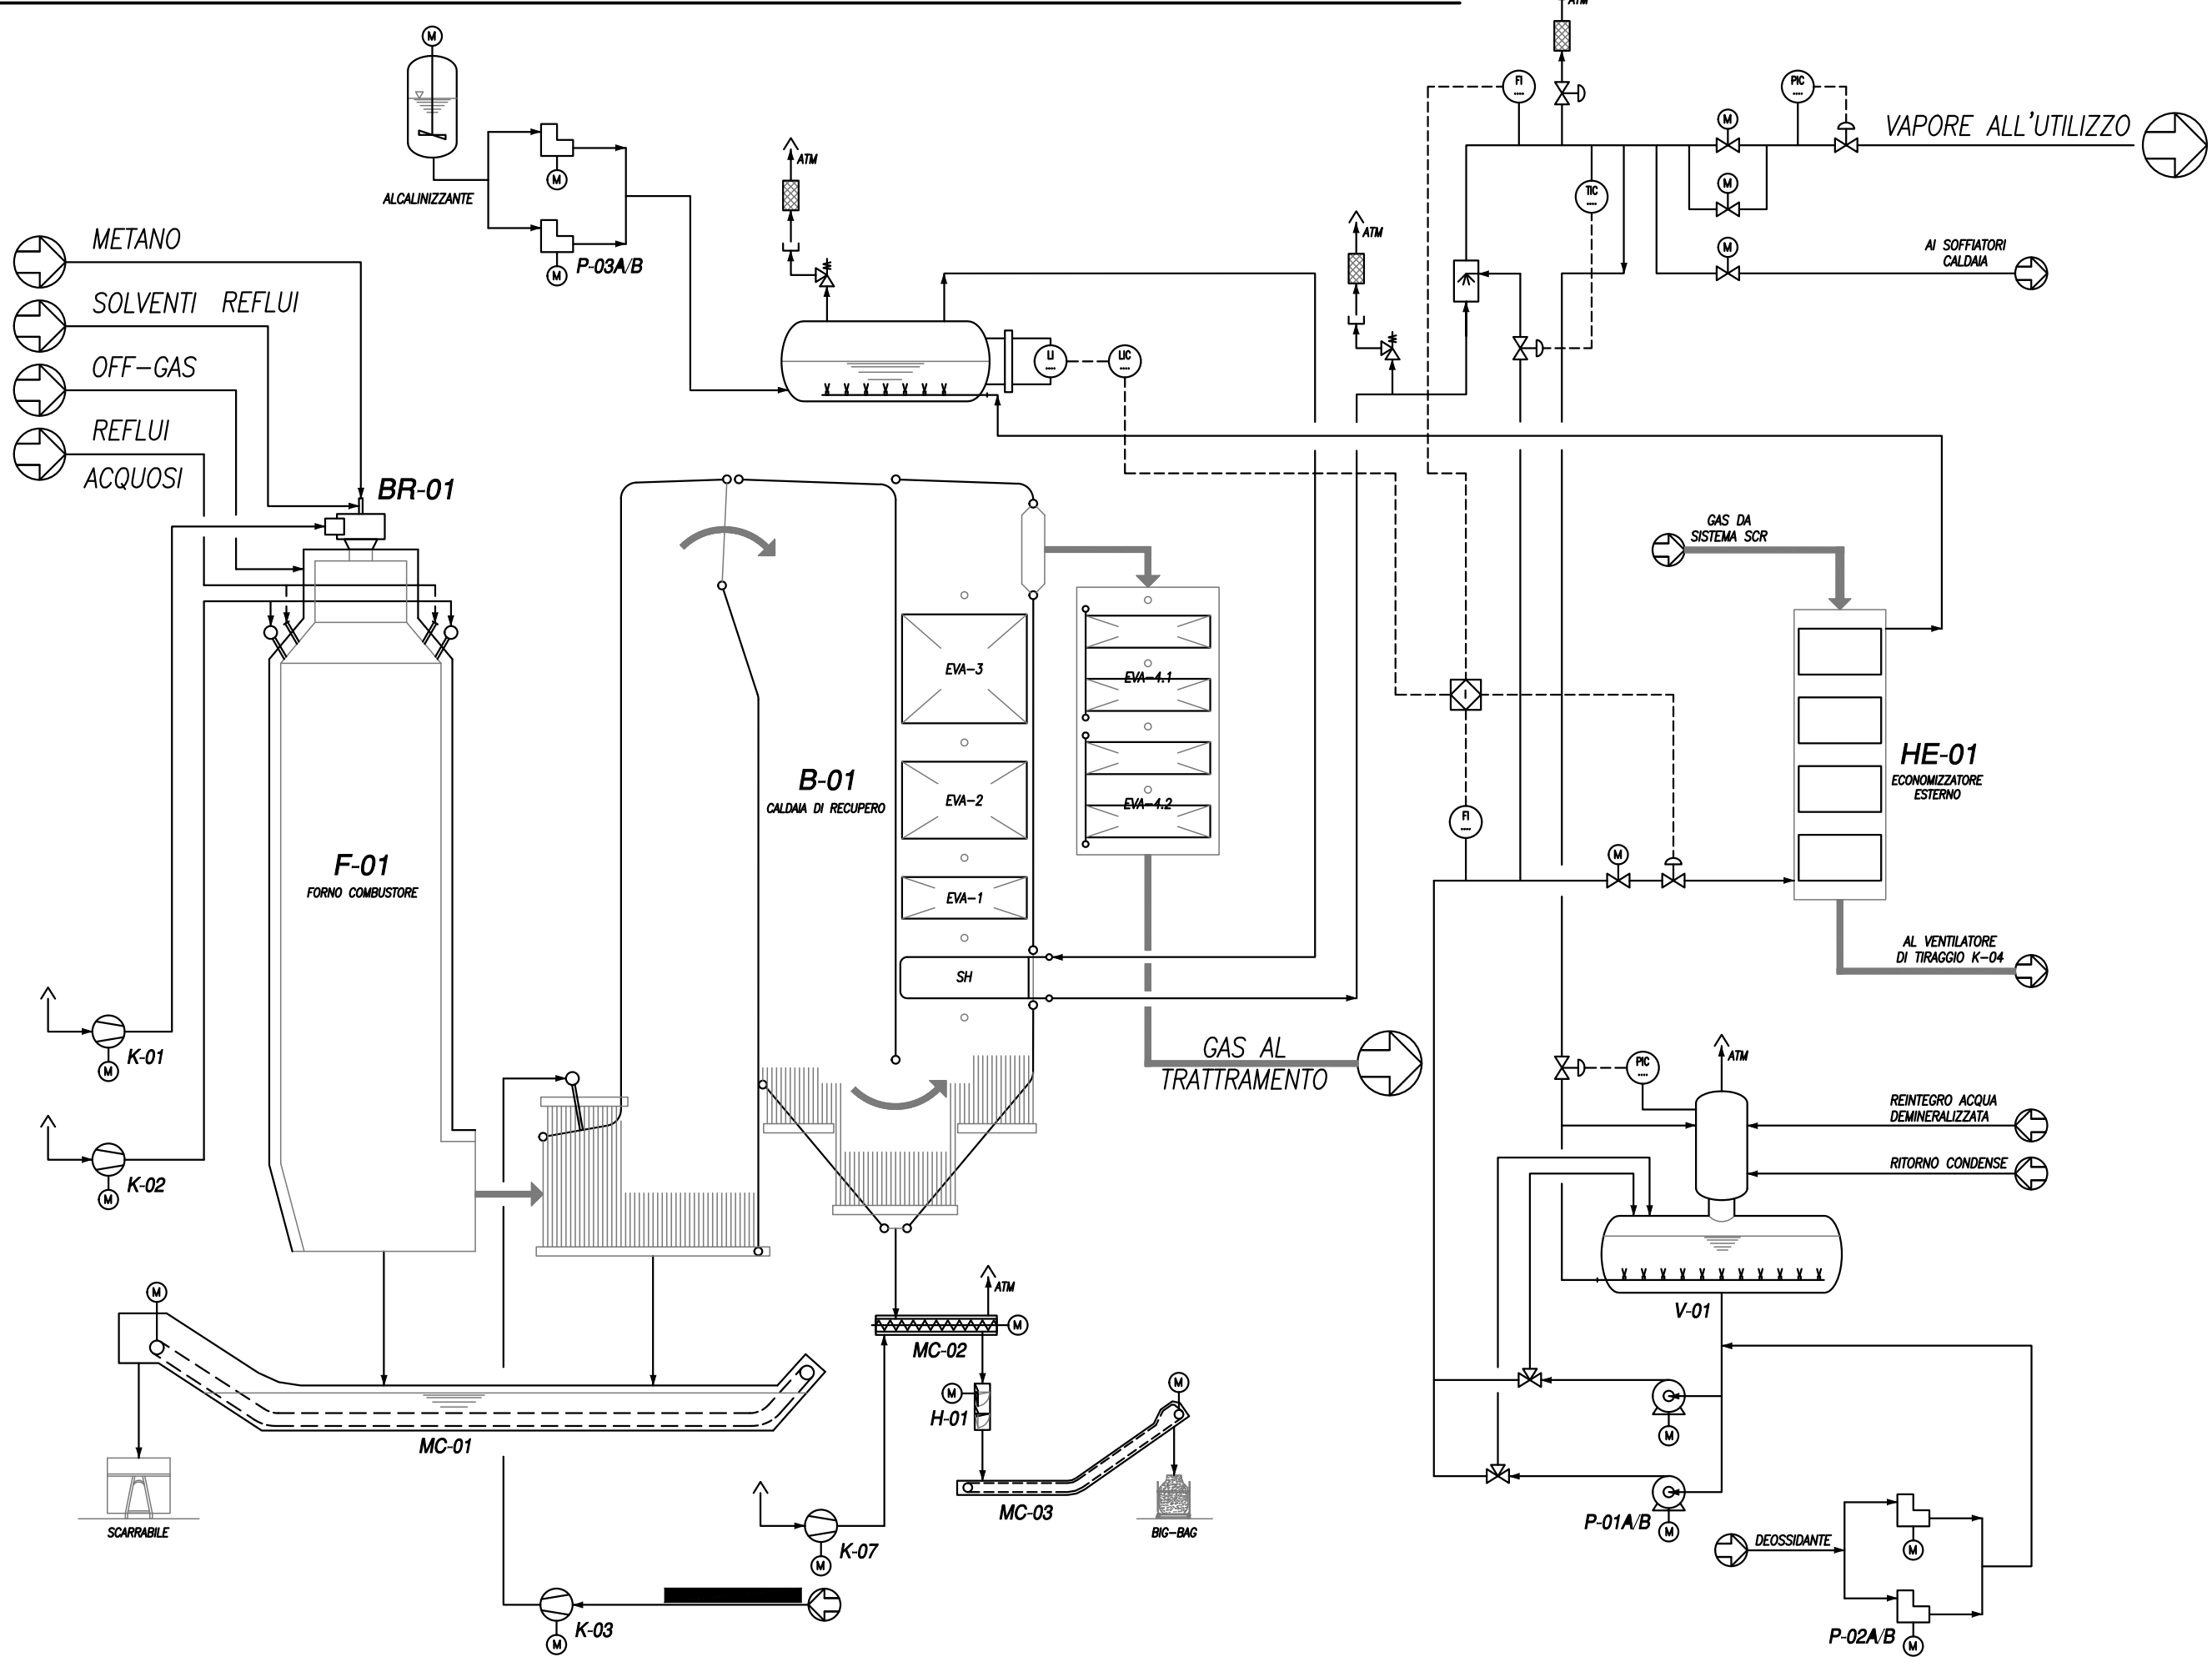 ATM
M
FI
PIC
VAPORE ALL'UTILIZZO
M
ALCALINIZZANTE
M
M
P-03A/B
ATM
TIC
M
M
M
AI SOFFIATORI
CALDAIA
ATM
METANO
SOLVENTI REFLUI
OFF-GAS
REFLUI
ACQUOSI
LI
LIC
BR-01
GAS DA
SISTEMA SCR
EVA-3
EVA-4.1
B-01
CALDAIA DI RECUPERO
EVA-2
EVA-4.2
I
FI
HE-01
ECONOMIZZATORE
ESTERNO
F-01
FORNO COMBUSTORE
EVA-1
M
SH
AL VENTILATORE
DI TIRAGGIO K-04
K-01
M
GAS AL
TRATTRAMENTO
PIC
ATM
REINTEGRO ACQUA
DEMINERALIZZATA
RITORNO CONDENSE
K-02
M
V-01
M
ATM
M
MC-02
M
H-01
M
MC-01
MC-03
SCARRABILE
BIG-BAG
M
P-01A/B
M
K-07
M
DEOSSIDANTE
M
P-02A/B
M
K-03
M